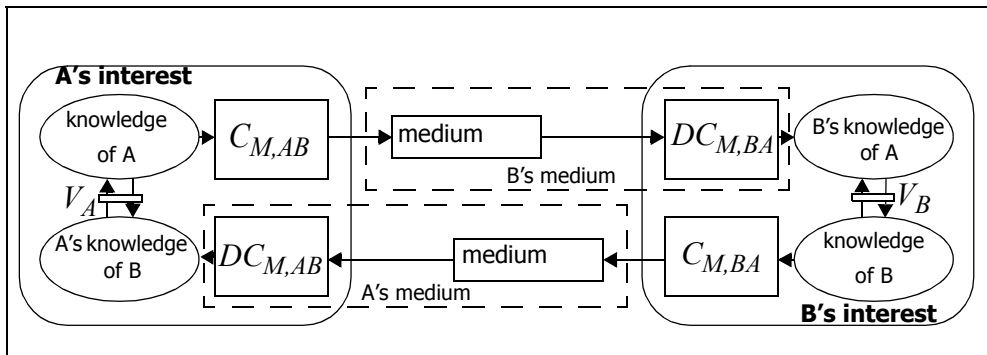 A's interest
knowledge
of A
C_{M,AB}
medium
DC_{M,BA}
B's knowledge
of A
B's medium
V_A
V_B
A's knowledge
of B
DC_{M,AB}
medium
C_{M,BA}
knowledge
of B
A's medium
B's interest